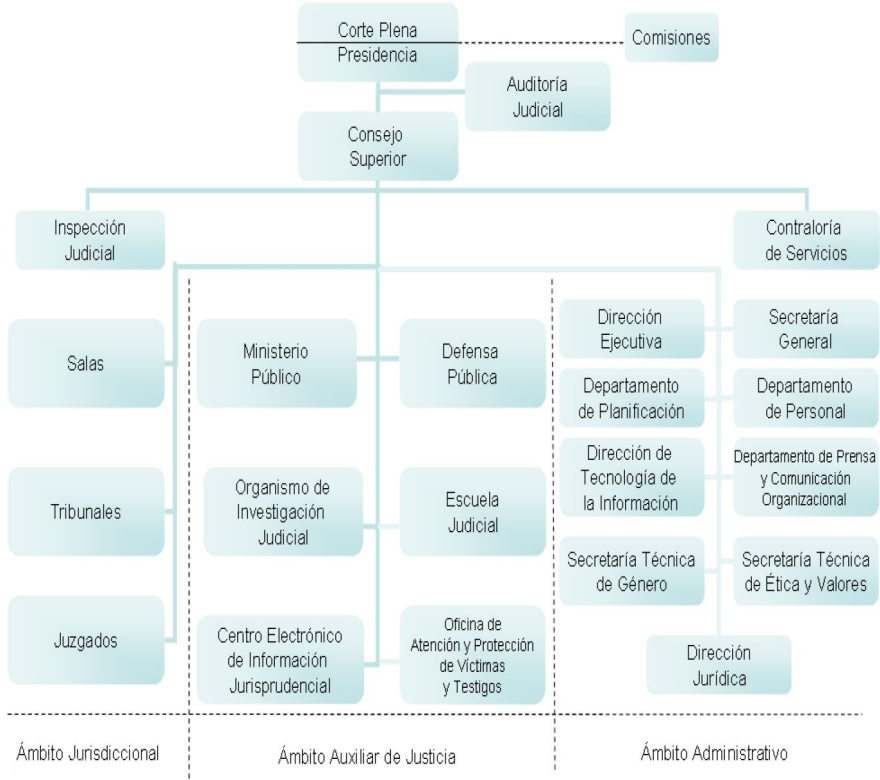 Corte Plena
Presidencia
Comisiones
Auditoría
Judicial
Consejo
Superior
Inspección
Judicial
Contraloría
de Servicios
Salas
Ministerio
Público
Defensa
Pública
Dirección
Ejecutiva
Secretaría
General
Departamento
de Planificación
Departamento
de Personal
Tribunales
Organismo de
Investigación
Judicial
Escuela
Judicial
Dirección de
Tecnología de
la Información
Departamento de Prensa
y Comunicación
Organizacional
Secretaría Técnica
de Género
Secretaría Técnica
de Ética y Valores
Juzgados
Centro Electrónico
de Información
Jurisprudencial
Oficina de
Atención y Protección
de Víctimas
y Testigos
Dirección
Jurídica
Ámbito Jurisdiccional
Ámbito Auxiliar de Justicia
Ámbito Administrativo